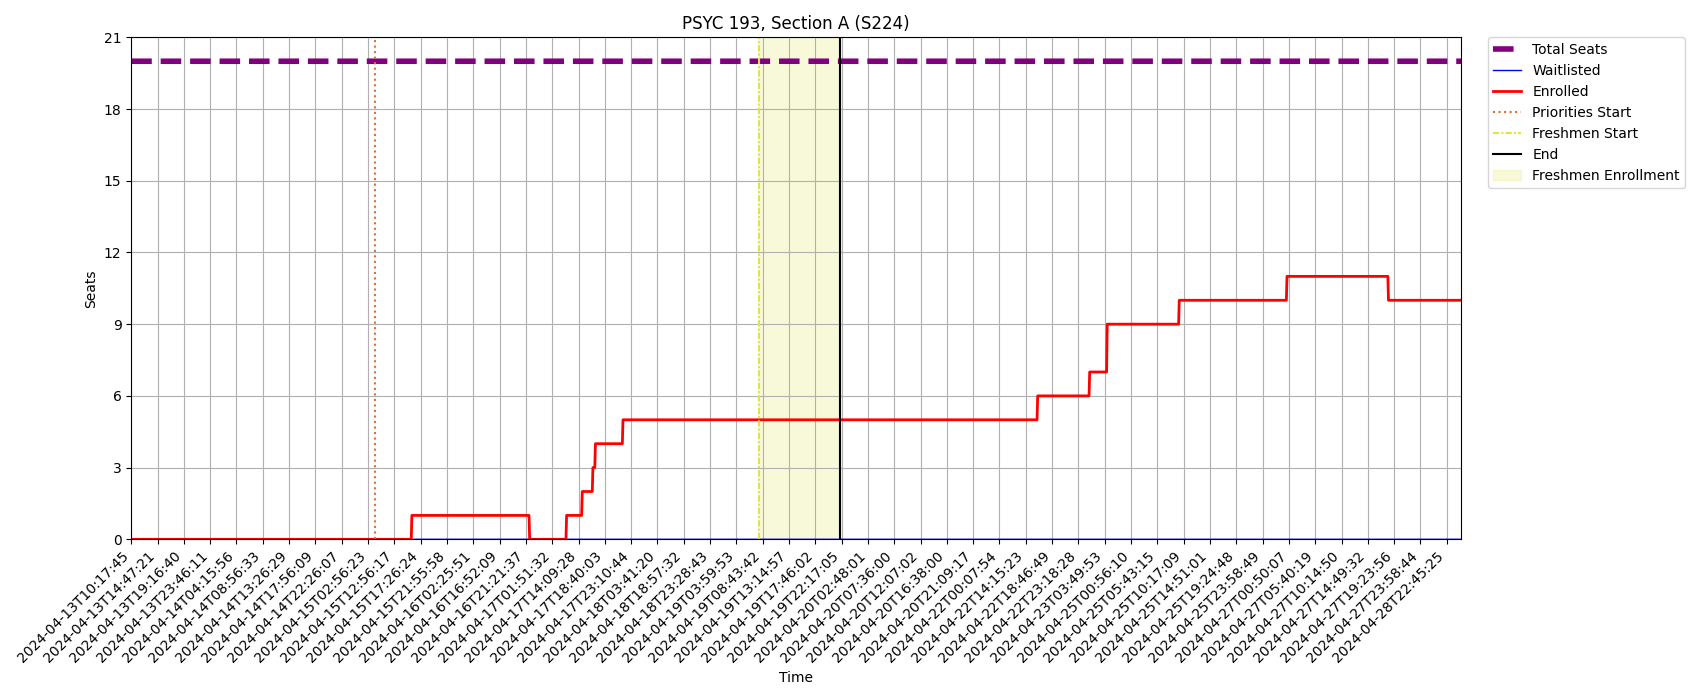 PSYC 193, Section A (S224)
Total Seats
Waitlisted
Enrolled
Priorities Start
Freshmen Start
End
Freshmen Enrollment
Seats
21
18
15
12
9
6
3
0
2024-04-13T10:17:45
2024-04-13T14:47:21
2024-04-13T19:16:40
2024-04-13T23:46:11
2024-04-14T04:15:56
2024-04-14T08:56:33
2024-04-14T13:26:29
2024-04-14T17:56:09
2024-04-14T22:26:07
2024-04-15T02:56:23
2024-04-15T12:56:17
2024-04-15T17:26:24
2024-04-15T21:55:58
2024-04-16T02:25:51
2024-04-16T16:52:09
2024-04-16T21:21:37
2024-04-17T01:51:32
2024-04-17T14:09:28
2024-04-17T18:40:03
2024-04-17T23:10:44
2024-04-18T03:41:20
2024-04-18T18:57:32
2024-04-18T23:28:43
2024-04-19T03:59:53
2024-04-19T08:43:42
2024-04-19T13:14:57
2024-04-19T17:46:02
2024-04-19T22:17:05
2024-04-20T02:48:01
2024-04-20T07:36:00
2024-04-20T12:07:02
2024-04-20T16:38:00
2024-04-20T21:09:17
2024-04-22T00:07:54
2024-04-22T14:15:23
2024-04-22T18:46:49
2024-04-22T23:18:28
2024-04-23T03:49:53
2024-04-25T00:56:10
2024-04-25T05:43:15
2024-04-25T10:17:09
2024-04-25T14:51:01
2024-04-25T19:24:48
2024-04-25T23:58:49
2024-04-27T00:50:07
2024-04-27T05:40:19
2024-04-27T10:14:50
2024-04-27T14:49:32
2024-04-27T19:23:56
2024-04-27T23:58:44
2024-04-28T22:45:25
Time